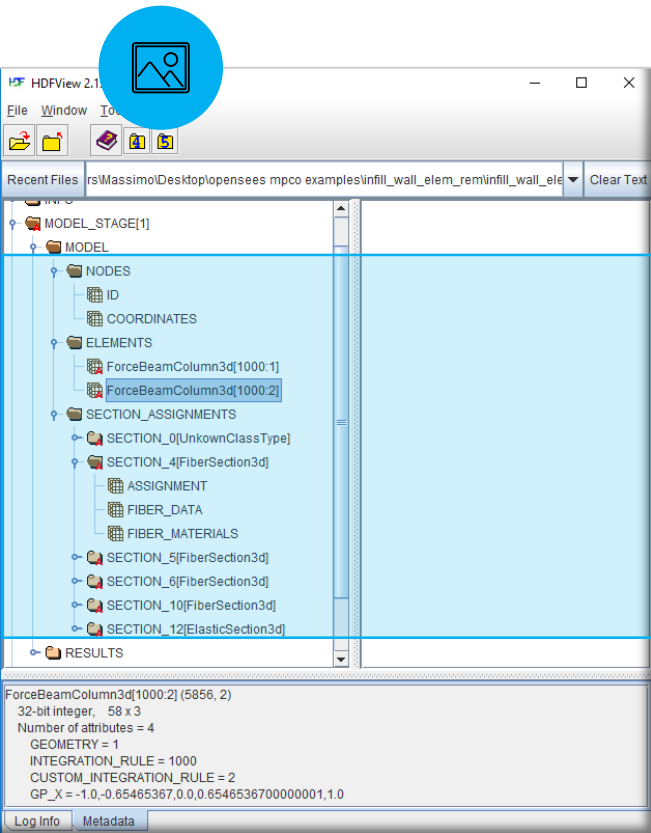 HDFView 2.1
File Window To
4 5
Recent Files rs\Massimo\Desktop\opensees mpco examples\infill_wall_elem_rem\infill_wall_ele Clear Text
INFO
MODEL_STAGE[1]
MODEL
NODES
ID
COORDINATES
ELEMENTS
ForceBeamColumn3d[1000:1]
ForceBeamColumn3d[1000:2]
SECTION_ASSIGNMENTS
SECTION_0[UnkownClassType]
SECTION_4[FiberSection3d]
ASSIGNMENT
FIBER_DATA
FIBER_MATERIALS
SECTION_5[FiberSection3d]
SECTION_6[FiberSection3d]
SECTION_10[FiberSection3d]
SECTION_12[ElasticSection3d]
RESULTS
ForceBeamColumn3d[1000:2] (5856, 2)
32-bit integer, 58 x 3
Number of attributes = 4
GEOMETRY = 1
INTEGRATION_RULE = 1000
CUSTOM_INTEGRATION_RULE = 2
GP_X = -1.0,-0.65465367,0.0,0.6546536700000001,1.0
Log Info Metadata